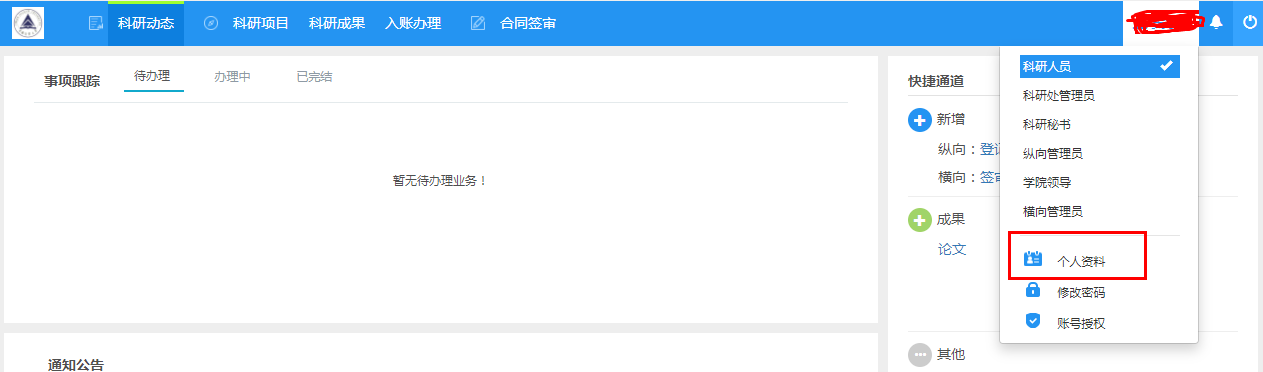 科研动态 科研项目 科研成果 入账办理 合同签审
事项跟踪 待办理 办理中 已完结
暂无待办理业务！
通知公告
快捷通道
新增
纵向：登记
横向：签审
成果
论文
其他
科研人员
科研处管理员
科研秘书
纵向管理员
学院领导
横向管理员
个人资料
修改密码
账号授权